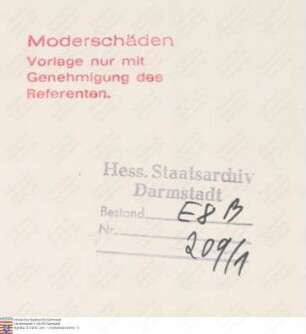 Moderschäden
Vorlage nur mit
Genehmigung des
Referenten.
Hess. Staatsarchiv
Darmstadt
Bestand E8 B
Nr. 209/1